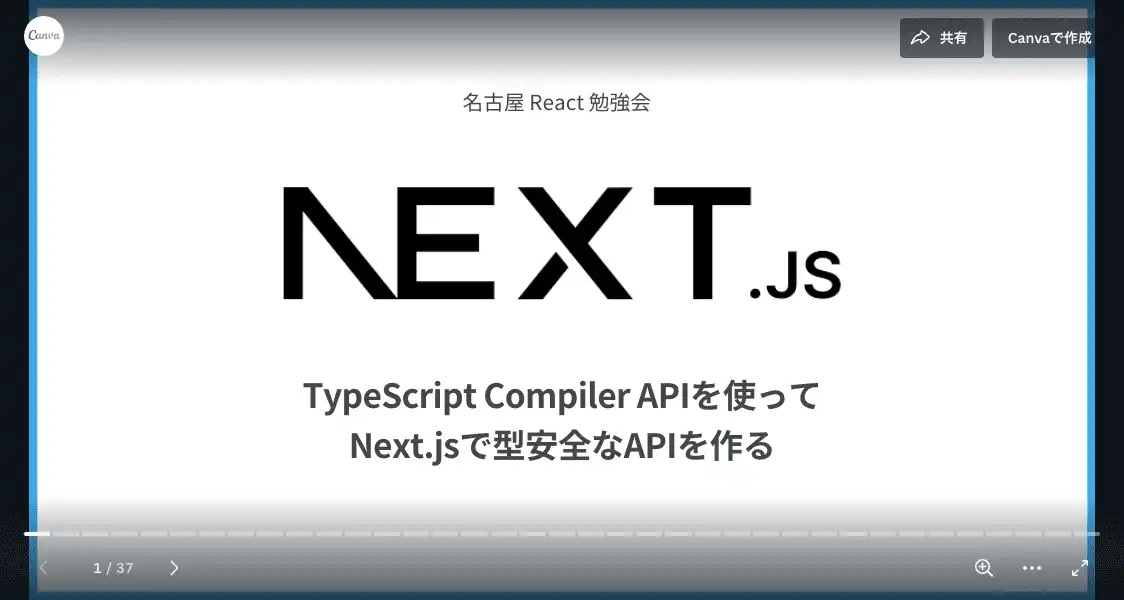 Canva
共有
Canvaで作成
名古屋 React 勉強会
NEXT.JS
TypeScript Compiler APIを使って
Next.jsで型安全なAPIを作る
1 / 37